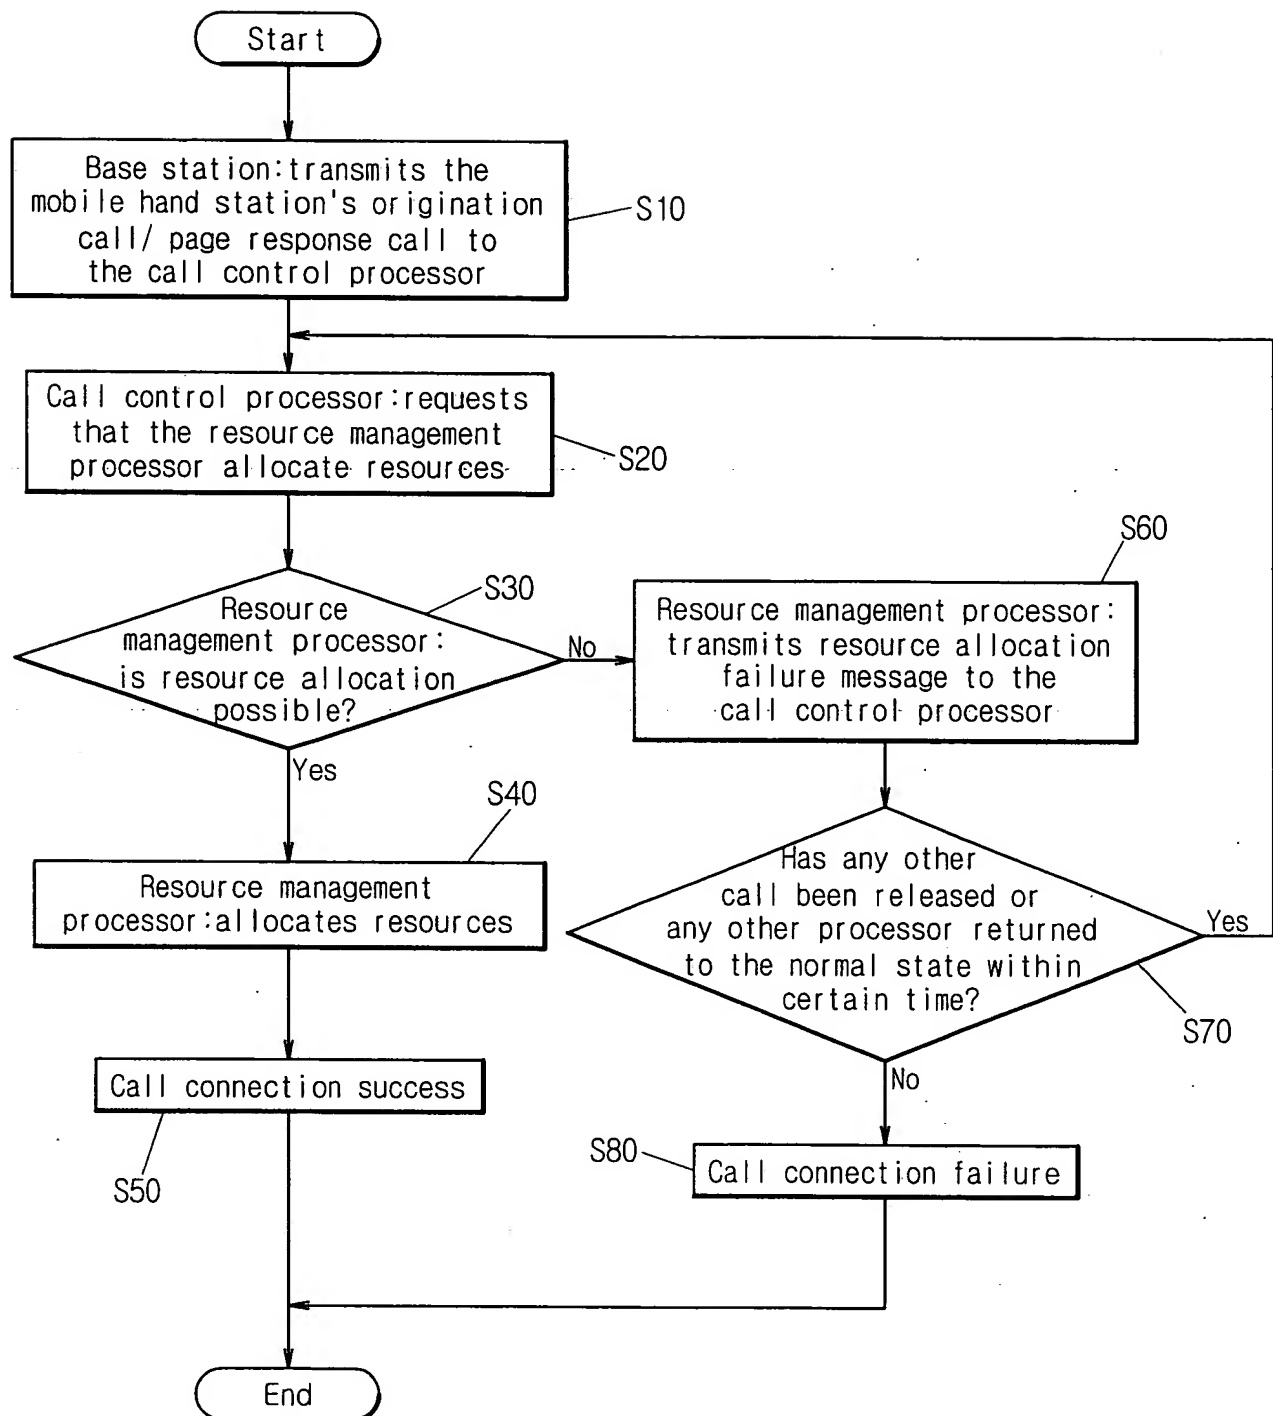 Start
Base station:transmits the
mobile hand station's origination
call/ page response call to
the call control processor
S10
Call control processor:requests
that the resource management
processor allocate resources
S20
Resource
management processor:
is resource allocation
possible?
S30
No
Yes
S60
Resource management processor:
transmits resource allocation
failure message to the
call control processor
S40
Resource management
processor:allocates resources
Has any other
call been released or
any other processor returned
to the normal state within
certain time?
Yes
S70
No
Call connection success
S50
S80
Call connection failure
End